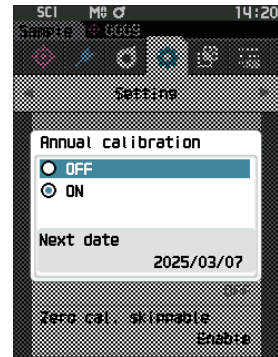 SCI M 14:20
Sample 0009
Setting
Annual calibration
OFF
ON
Next date
2025/03/07
OFF
Zero cal. skippable
Enable